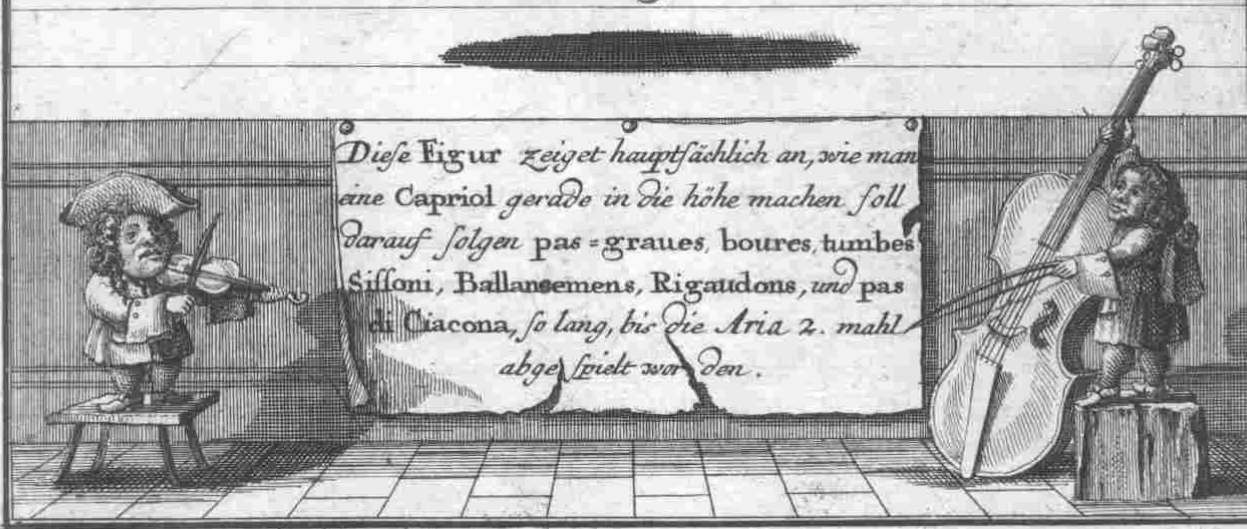 Dieſe Figur zeiget hauptſächlich an, wie man
eine Capriol gerade in die höhe machen ſoll
darauf folgen pas=graues, boures, tumbes
Siſſoni, Ballansemens, Rigaudons, und pas
di Ciacona, ſo lang, bis die Aria 2. mahl
abgeſpielt worden.